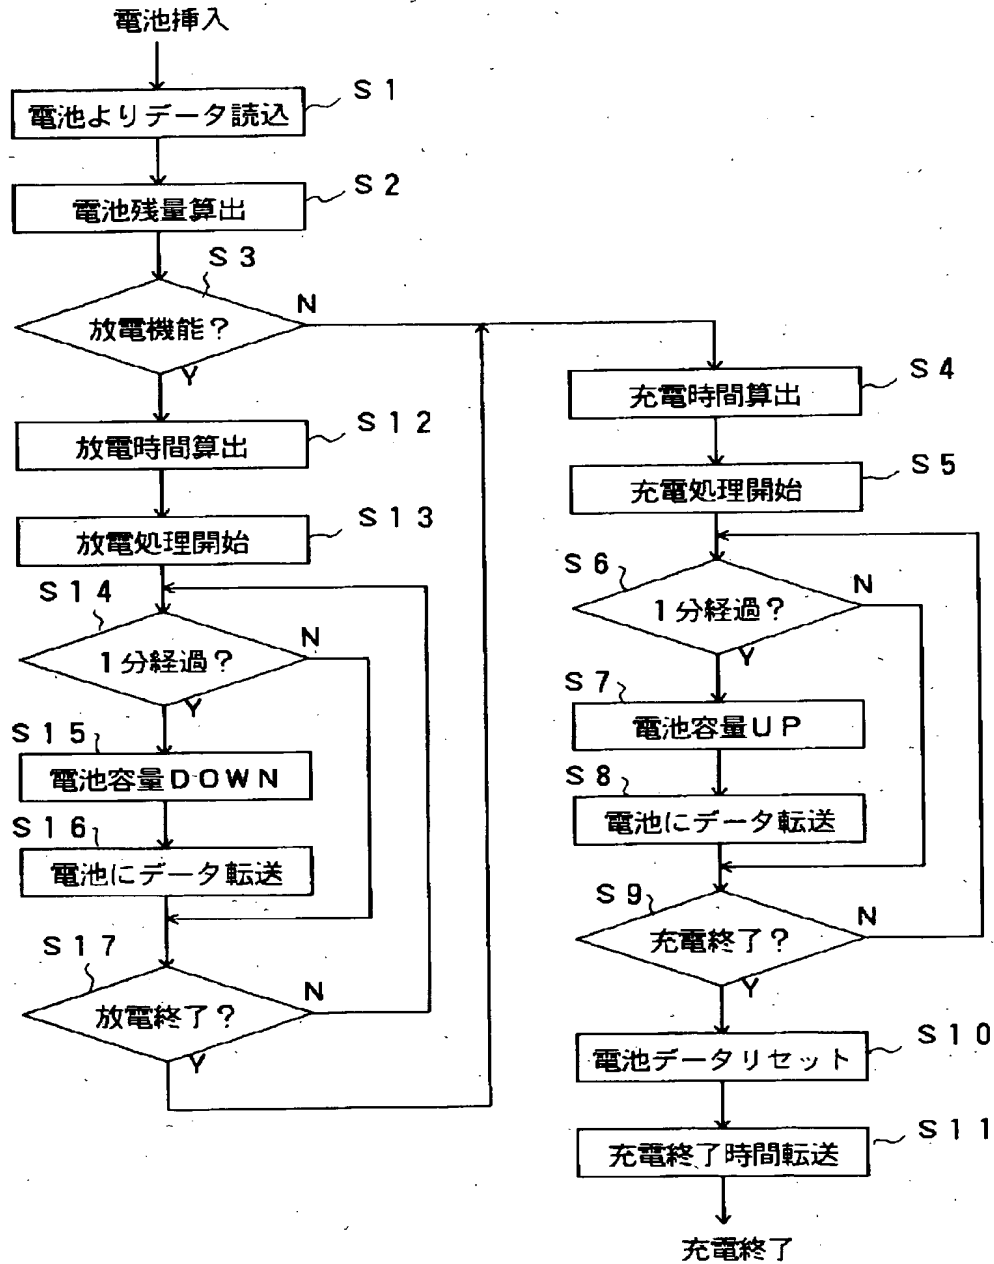 電池挿入
S1
電池よりデータ読込
S2
電池残量算出
S3
放電機能?
N
Y
S12
放電時間算出
S13
放電処理開始
S14
1分経過?
N
Y
S15
電池容量DOWN
S16
電池にデータ転送
S17
放電終了?
N
Y
S4
充電時間算出
S5
充電処理開始
S6
1分経過?
N
Y
S7
電池容量UP
S8
電池にデータ転送
S9
充電終了?
N
Y
S10
電池データリセット
S11
充電終了時間転送
充電終了